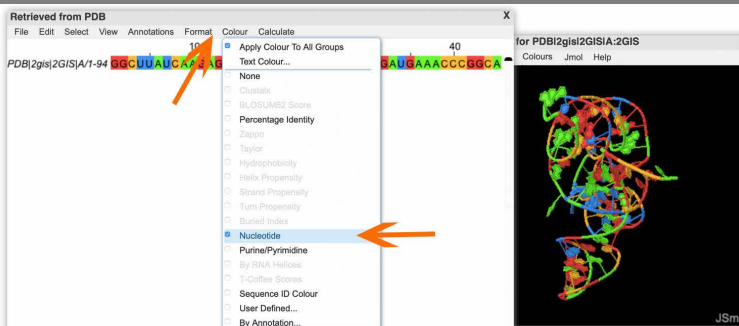 Retrieved from PDB X
File Edit Select View Annotations Format Colour Calculate
10
40
PDB|2gis|2GIS|A/1-94 GGCUUAUCAAGAG
GAUGAAACCCGGCA
Apply Colour To All Groups
Text Colour...
None
Clustalx
BLOSUM62 Score
Percentage Identity
Zappo
Taylor
Hydrophobicity
Helix Propensity
Strand Propensity
Turn Propensity
Buried Index
Nucleotide
Purine/Pyrimidine
By RNA Helices
T-Coffee Scores
Sequence ID Colour
User Defined...
By Annotation...
for PDB|2gis|2GIS|A:2GIS
Colours Jmol Help
JSm